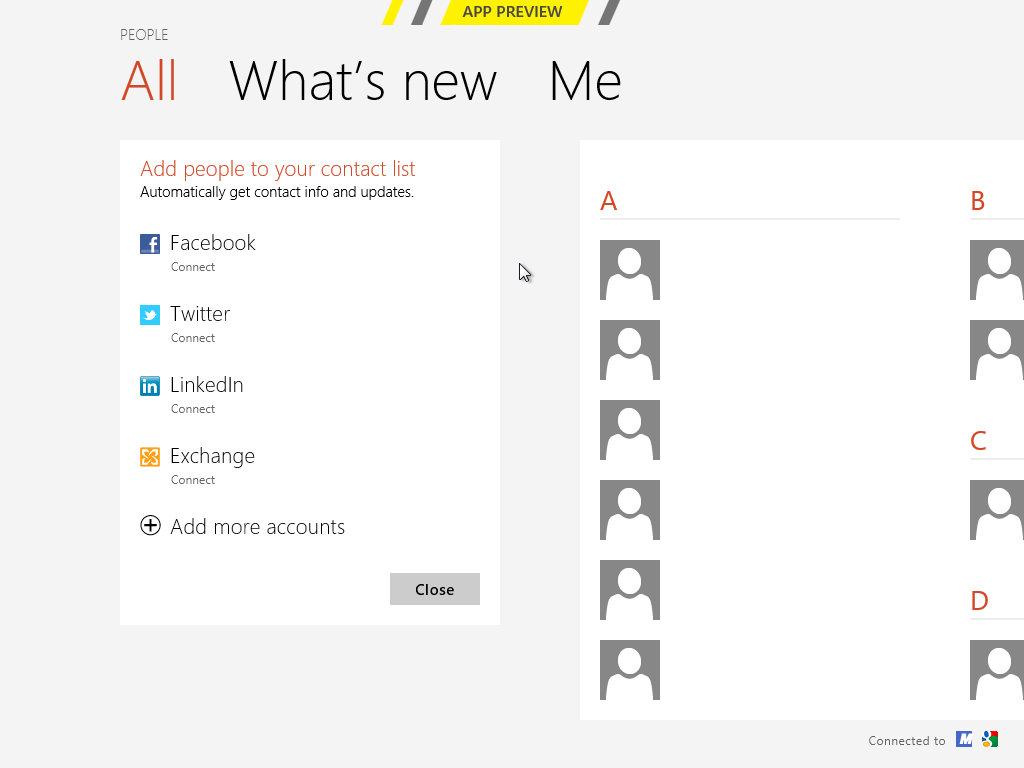 APP PREVIEW
PEOPLE
All What's new Me
Add people to your contact list
Automatically get contact info and updates.
Facebook
Connect
Twitter
Connect
LinkedIn
Connect
Exchange
Connect
Add more accounts
Close
A
B
C
D
Connected to